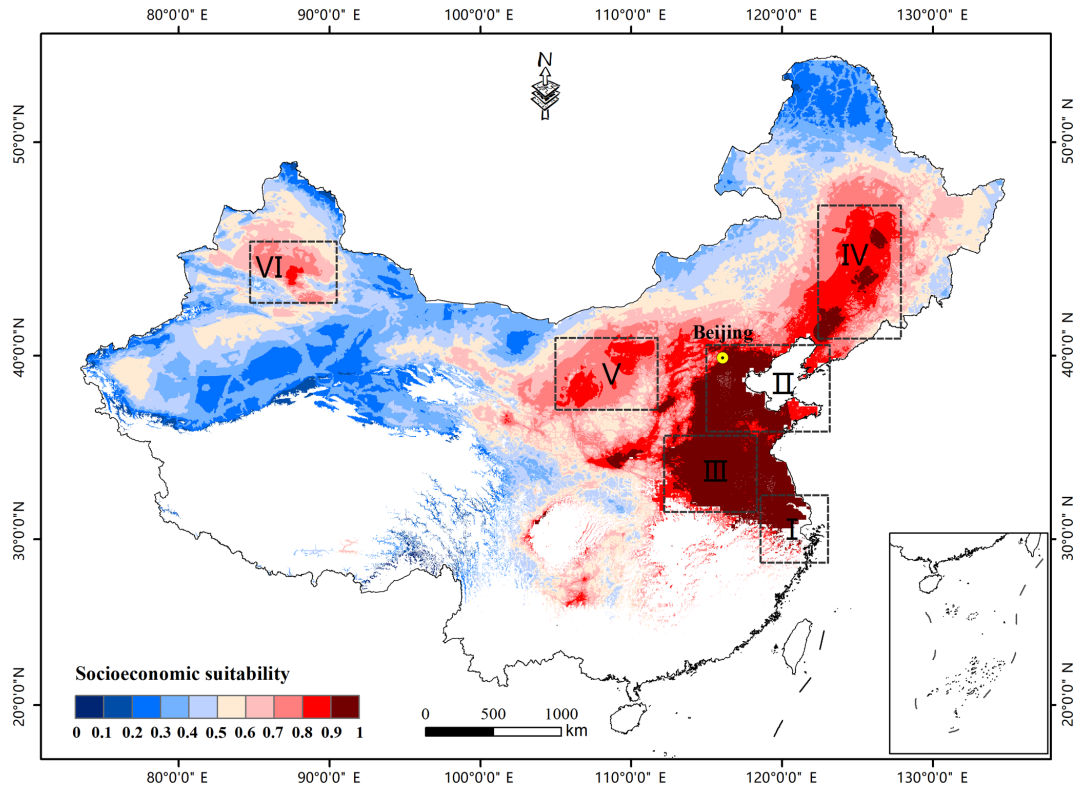 80°0'0" E 90°0'0" E 100°0'0" E 110°0'0" E 120°0'0" E 130°0'0" E
N
50°0'0" N 50°0'0" N
IV
VI
Beijing
40°0'0" N 40°0'0" N
V
II
III
I
30°0'0" N 30°0'0" N
Socioeconomic suitability
20°0'0" N 20°0'0" N
0 500 1000
km
0 0.1 0.2 0.3 0.4 0.5 0.6 0.7 0.8 0.9 1
80°0'0" E 90°0'0" E 100°0'0" E 110°0'0" E 120°0'0" E 130°0'0" E